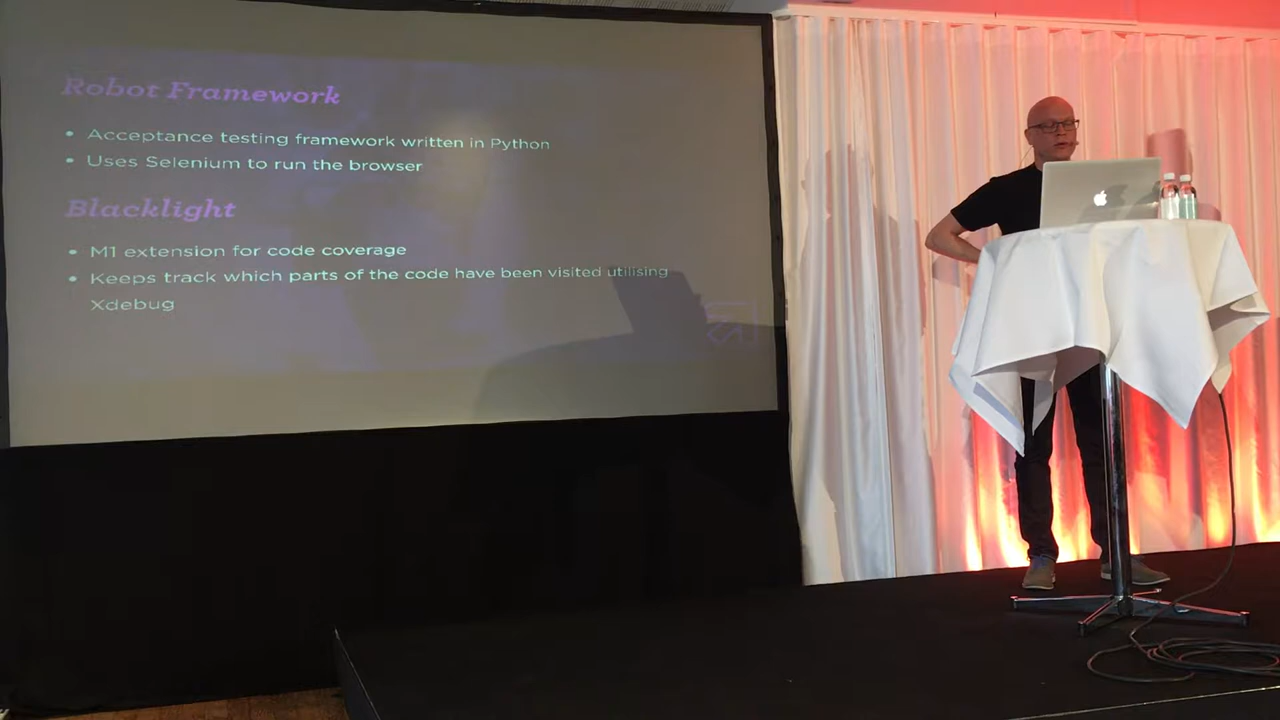 Robot Framework
• Acceptance testing framework written in Python
• Uses Selenium to run the browser
Blacklight
• M1 extension for code coverage
• Keeps track which parts of the code have been visited utilising
Xdebug